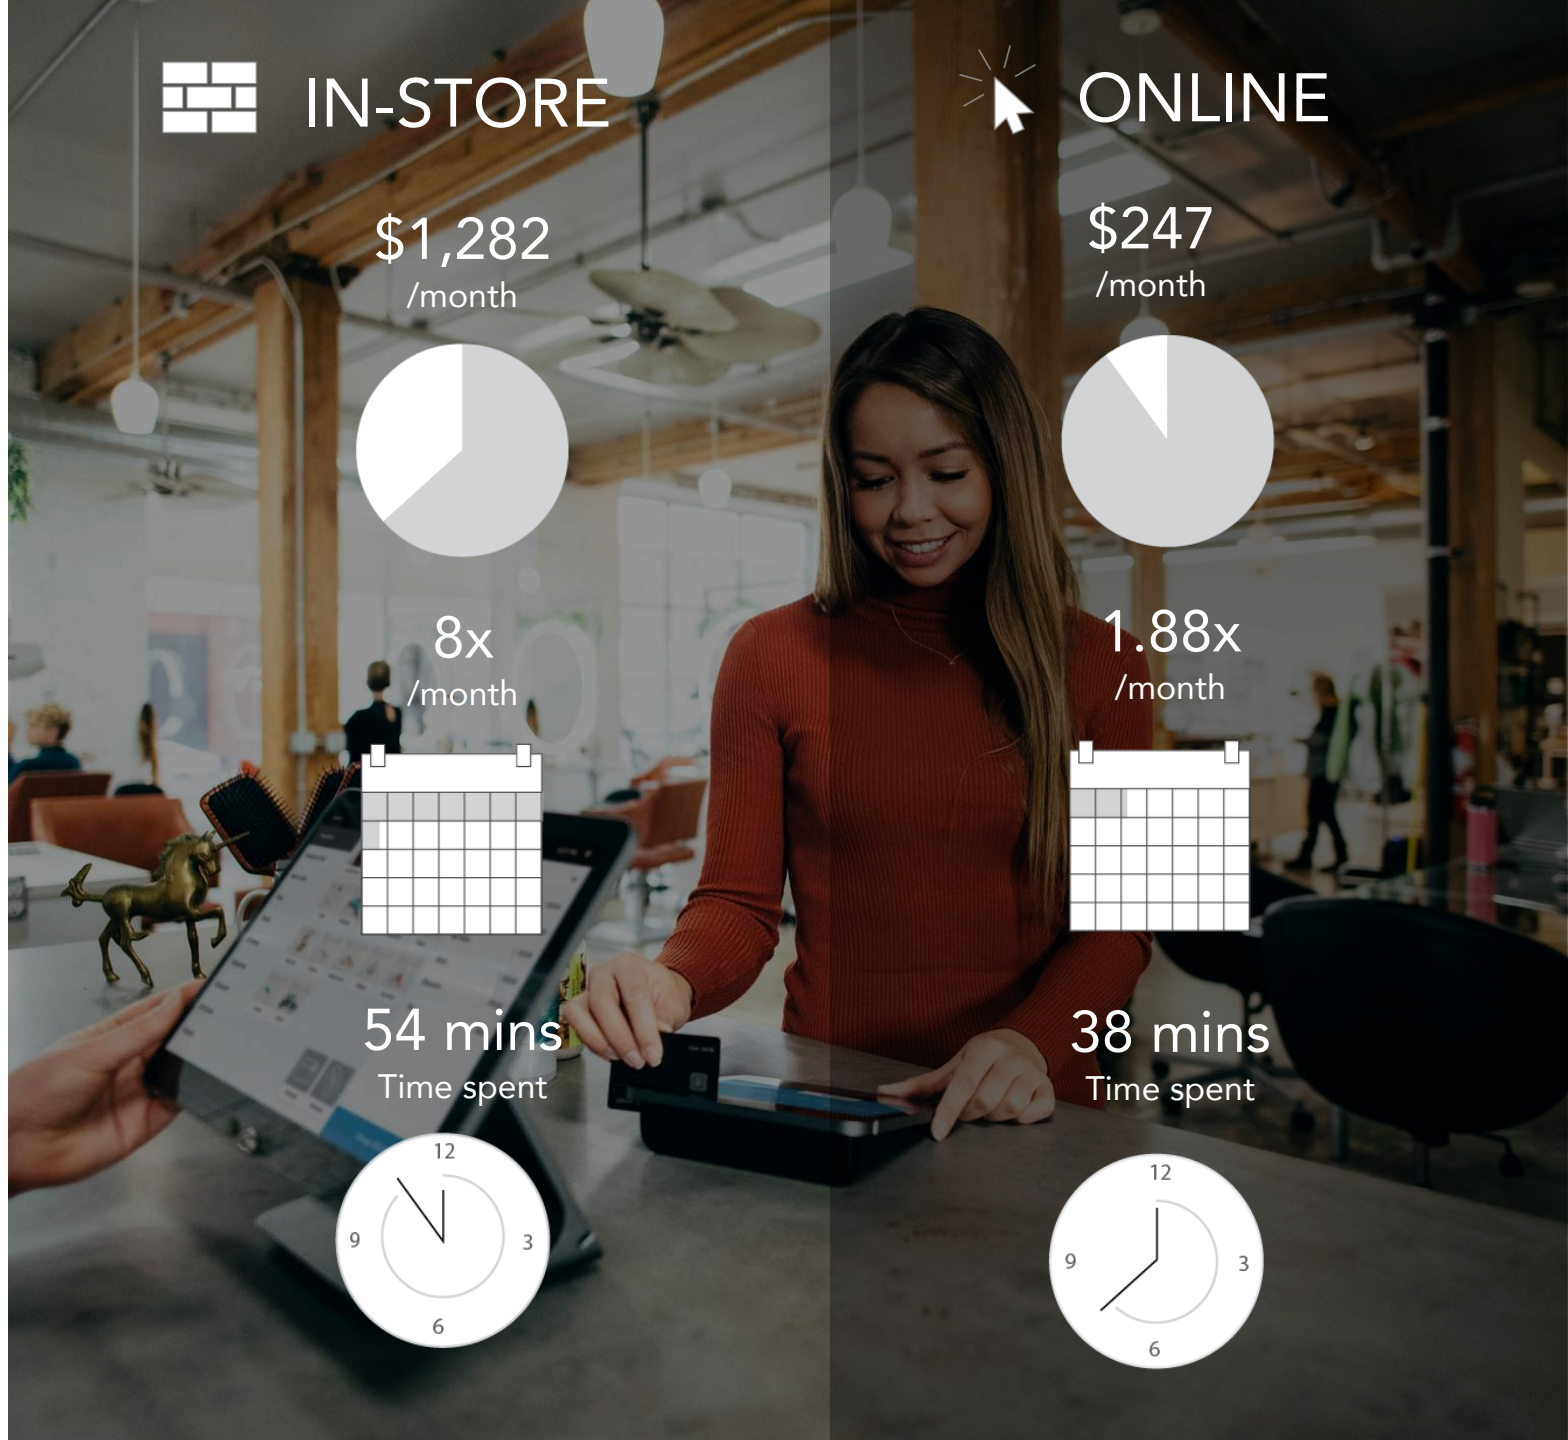 IN-STORE
$1,282
/month
8x
/month
54 mins
Time spent
12
9
3
6
ONLINE
$247
/month
1.88x
/month
38 mins
Time spent
12
9
3
6